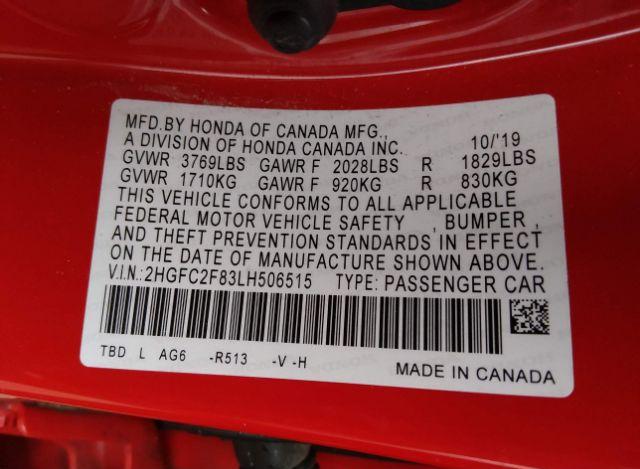 MFD.BY HONDA OF CANADA MFG.,
A DIVISION OF HONDA CANADA INC. 10/'19
GVWR 3769LBS GAWR F 2028LBS R 1829LBS
GVWR 1710KG GAWR F 920KG R 830KG
THIS VEHICLE CONFORMS TO ALL APPLICABLE
FEDERAL MOTOR VEHICLE SAFETY , BUMPER ,
AND THEFT PREVENTION STANDARDS IN EFFECT
ON THE DATE OF MANUFACTURE SHOWN ABOVE.
V.I.N.:2HGFC2F83LH506515 TYPE: PASSENGER CAR
TBD L AG6 -R513 -V -H
MADE IN CANADA